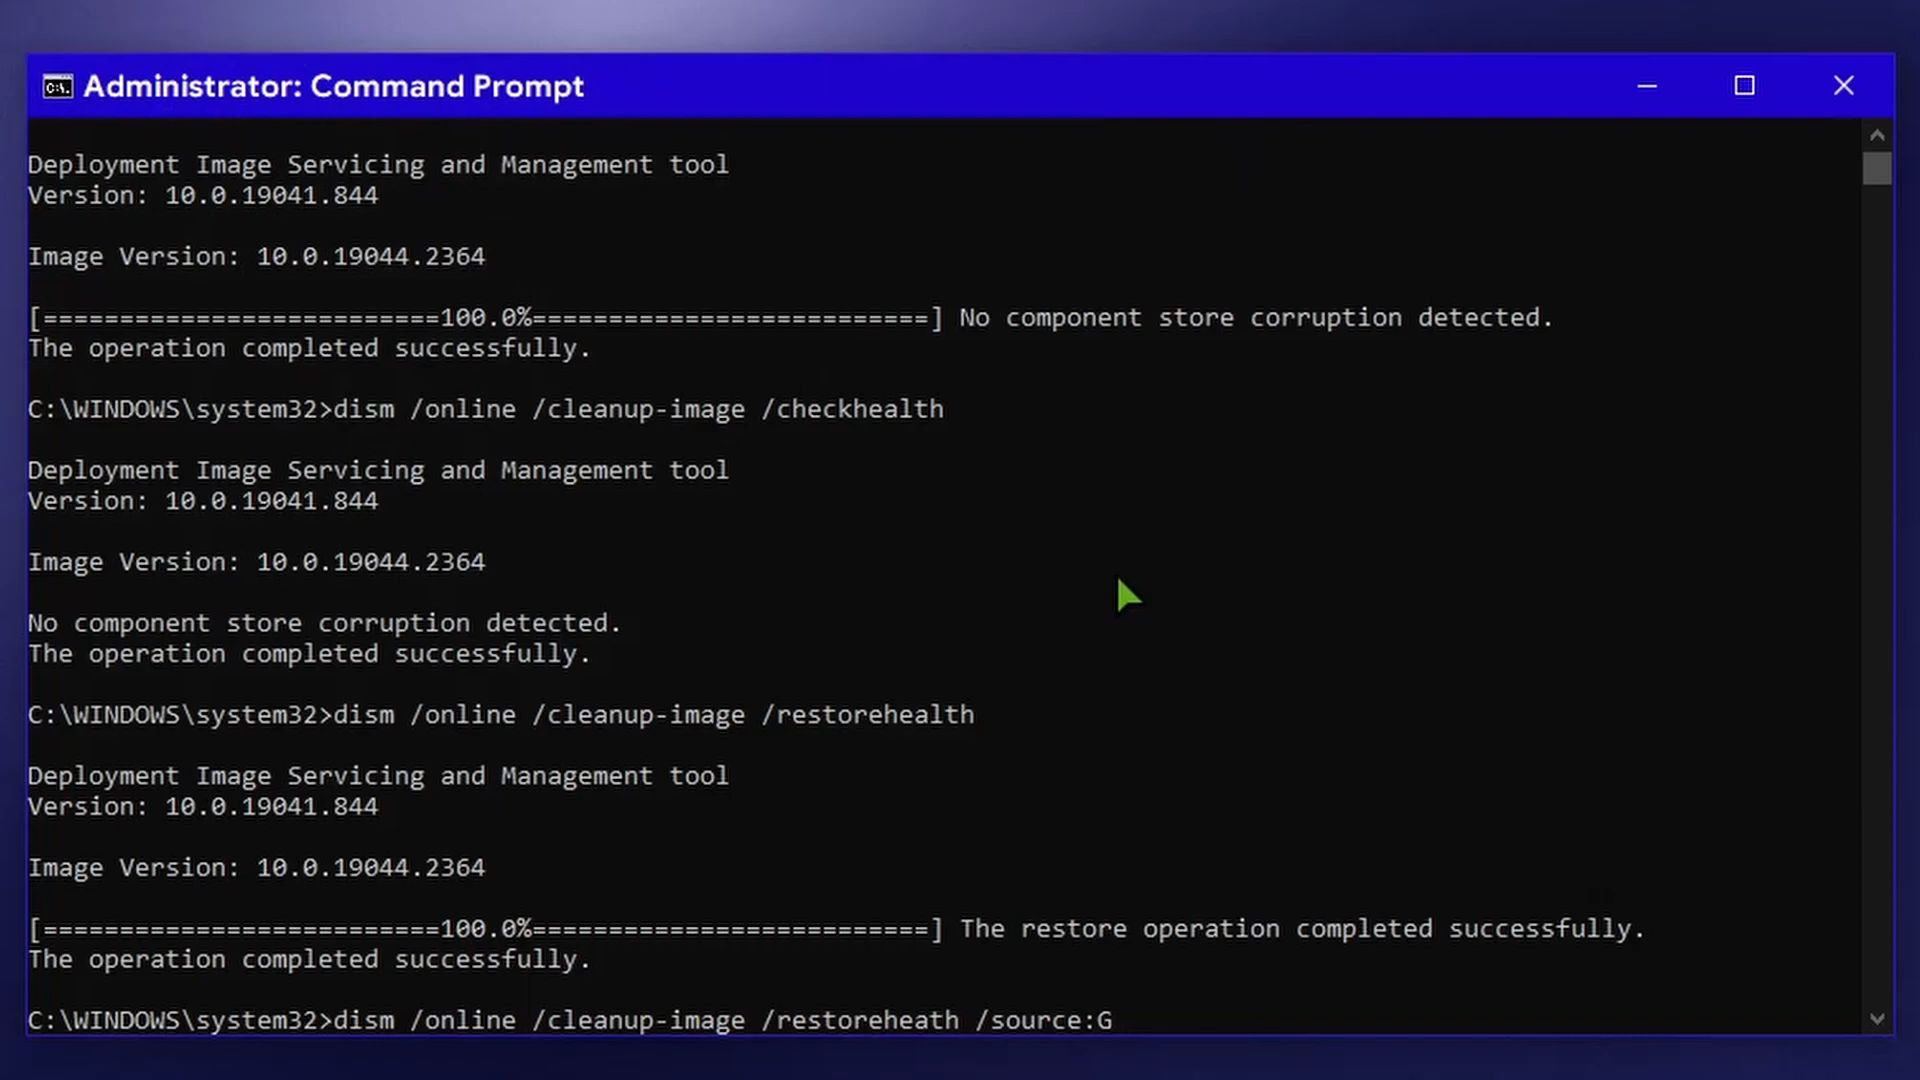 Administrator: Command Prompt
Deployment Image Servicing and Management tool
Version: 10.0.19041.844
Image Version: 10.0.19044.2364
[==========================100.0%==========================] No component store corruption detected.
The operation completed successfully.
C:\WINDOWS\system32>dism /online /cleanup-image /checkhealth
Deployment Image Servicing and Management tool
Version: 10.0.19041.844
Image Version: 10.0.19044.2364
No component store corruption detected.
The operation completed successfully.
C:\WINDOWS\system32>dism /online /cleanup-image /restorehealth
Deployment Image Servicing and Management tool
Version: 10.0.19041.844
Image Version: 10.0.19044.2364
[==========================100.0%==========================] The restore operation completed successfully.
The operation completed successfully.
C:\WINDOWS\system32>dism /online /cleanup-image /restoreheath /source:G